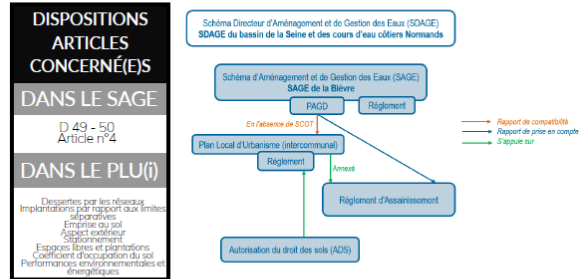 DISPOSITIONS
ARTICLES
CONCERNÉ(E)S
DANS LE SAGE
D 49 - 50
Article n°4
DANS LE PLU(i)
Dessertes par les réseaux
Implantations par rapport aux limites
séparatives
Emprise au sol
Aspect extérieur
Stationnement
Espaces libres et plantations
Coefficient d'occupation du sol
Performances environnementales et
énergétiques
Schéma Directeur d'Aménagement et de Gestion des Eaux (SDAGE)
SDAGE du bassin de la Seine et des cours d'eau côtiers Normands
Schéma d'Aménagement et de Gestion des Eaux (SAGE)
SAGE de la Bièvre
PAGD
Réglement
En l'absence de SCOT
Plan Local d'Urbanisme (intercommunal)
Réglement
Annexé
Réglement d'Assainissement
Autorisation du droit des sols (ADS)
Rapport de compatibilité
Rapport de prise en compte
S'appuie sur